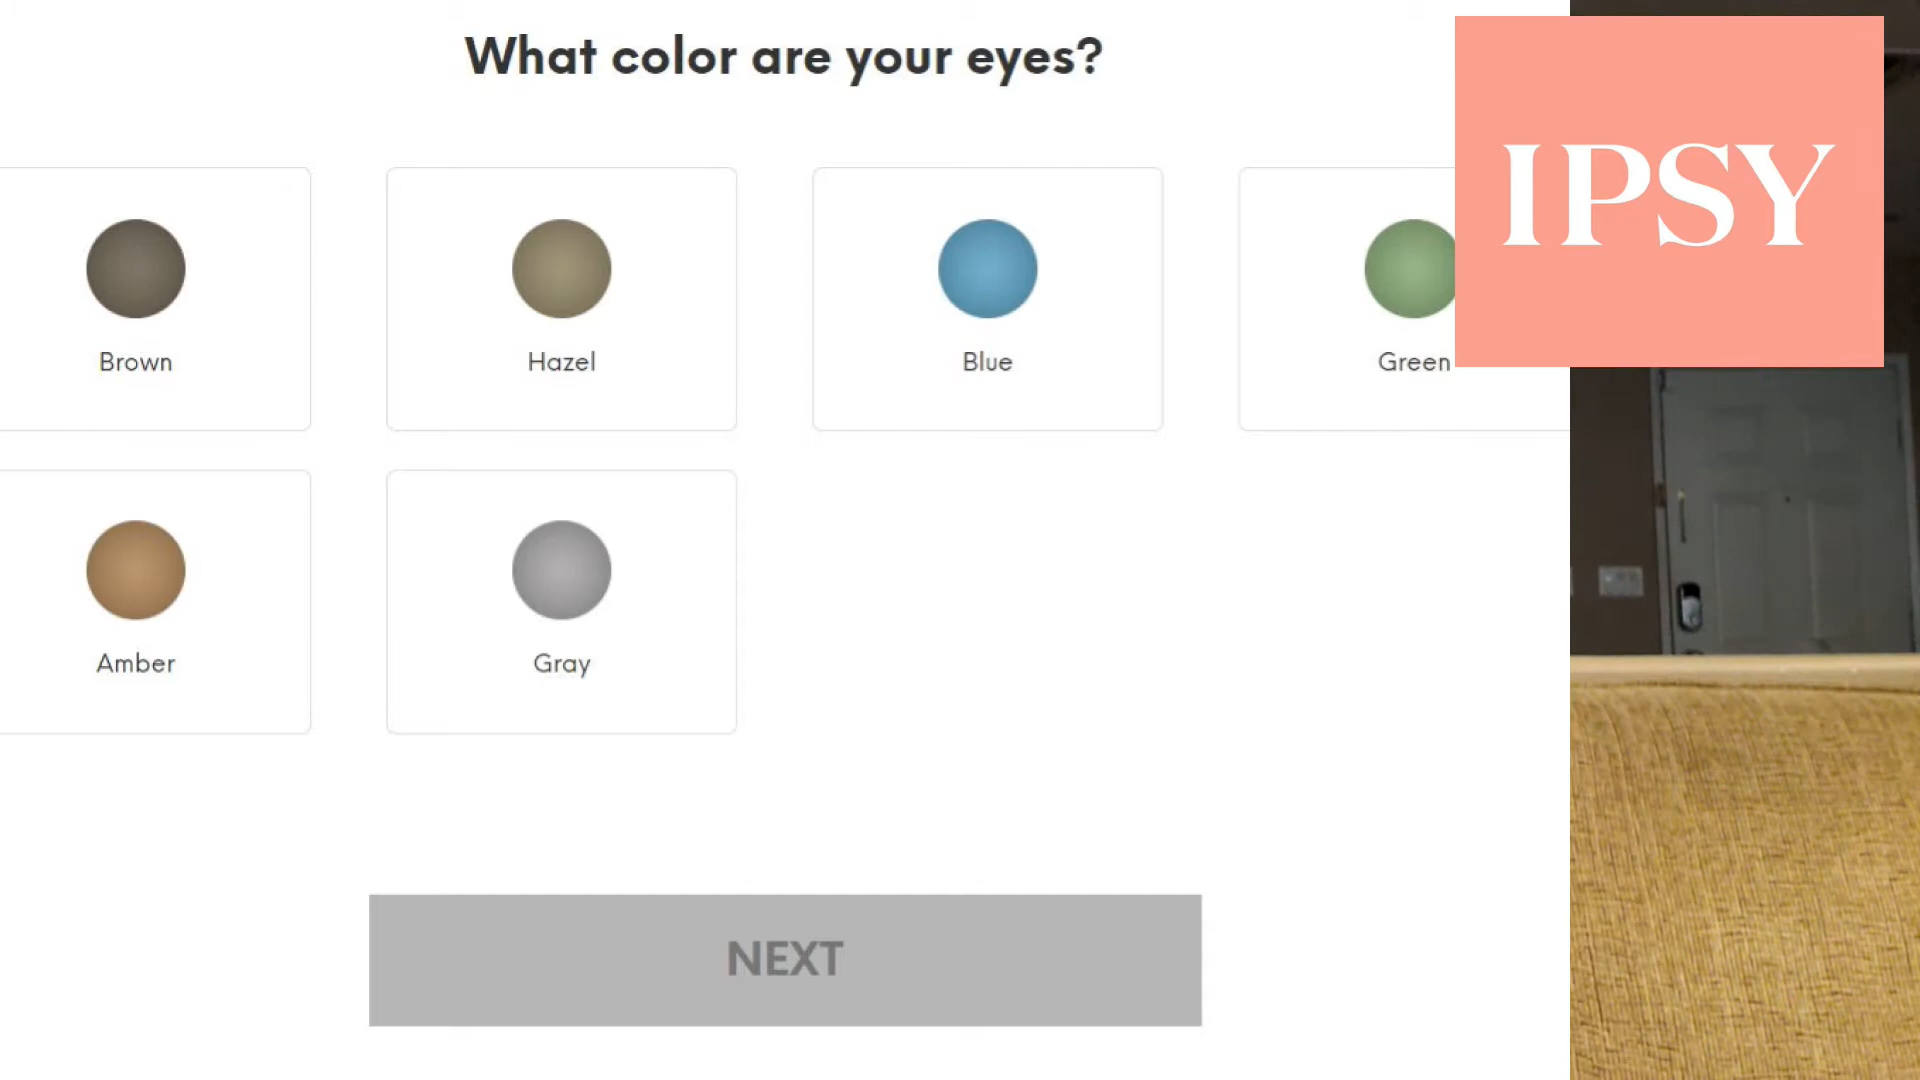 What color are your eyes?
IPSY
Brown
Hazel
Blue
Green
Amber
Gray
NEXT